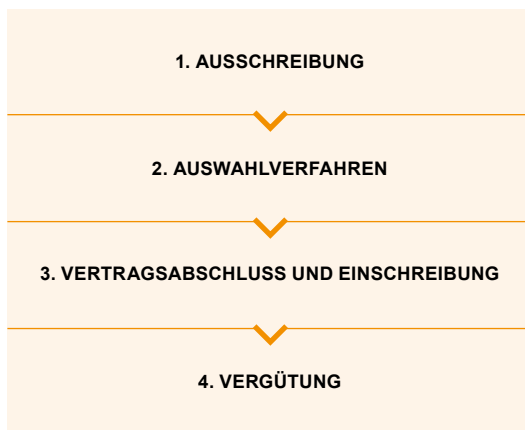 1. AUSSCHREIBUNG
2. AUSWAHLVERFAHREN
3. VERTRAGSABSCHLUSS UND EINSCHREIBUNG
4. VERGÜTUNG